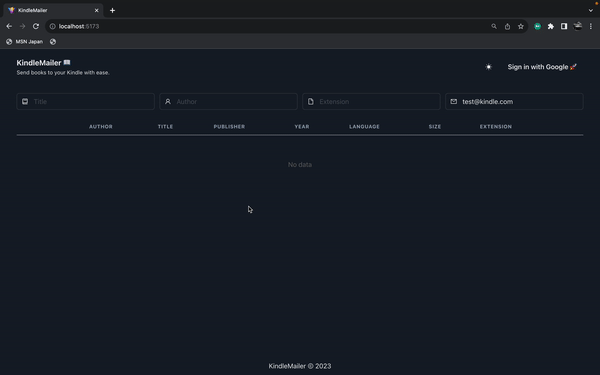 KindleMailer
localhost:5173
MSN Japan
KindleMailer
Send books to your Kindle with ease.
Sign in with Google
Title
Author
Extension
test@kindle.com
AUTHOR TITLE PUBLISHER YEAR LANGUAGE SIZE EXTENSION
No data
KindleMailer © 2023